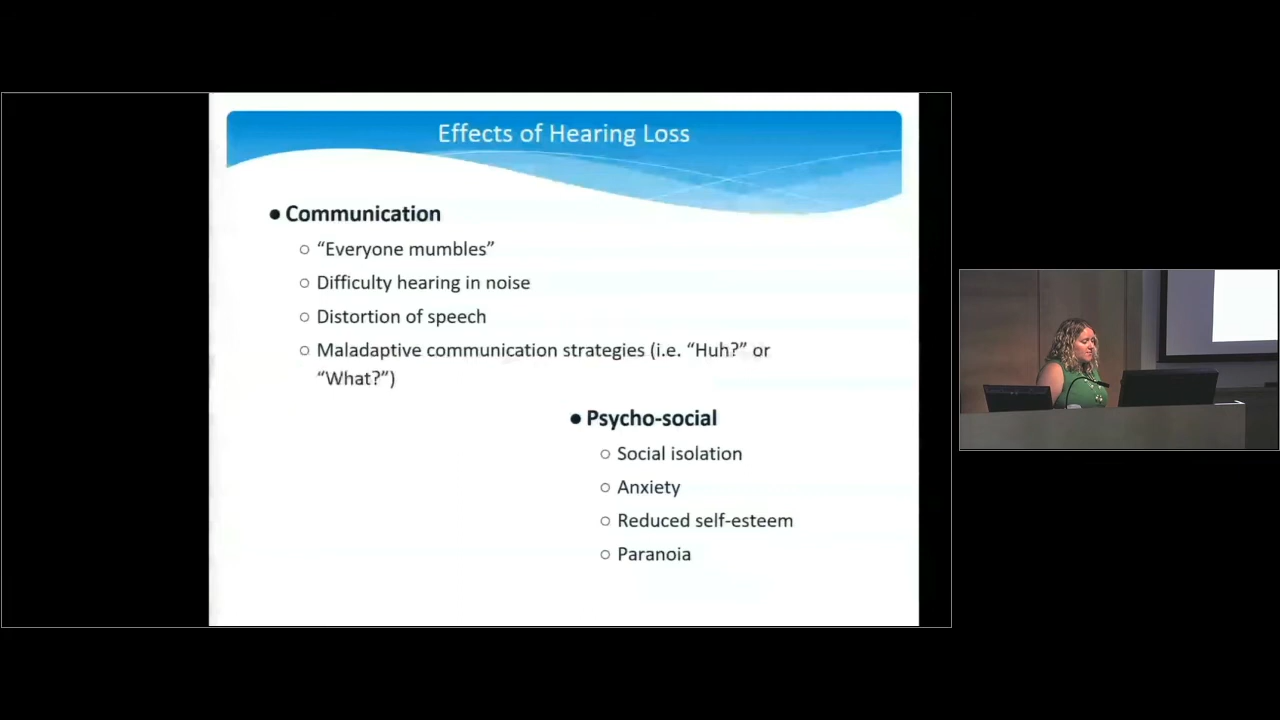 Effects of Hearing Loss
● Communication
○ “Everyone mumbles”
○ Difficulty hearing in noise
○ Distortion of speech
○ Maladaptive communication strategies (i.e. “Huh?” or
“What?”)
● Psycho-social
○ Social isolation
○ Anxiety
○ Reduced self-esteem
○ Paranoia